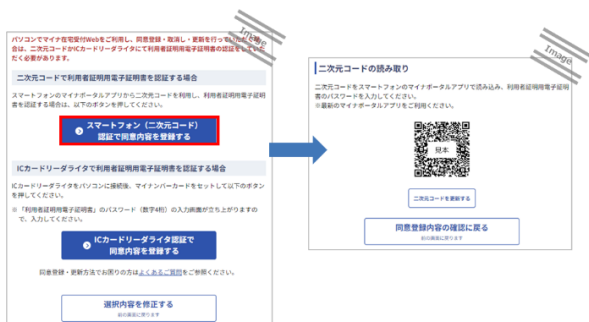 パソコンでマイナ在宅受付Webをご利用し、同意登録・取消し・更新を行っていただく場
合は、二次元コードかICカードリーダライタにて利用者証明用電子証明書の認証をしていた
だく必要があります。
二次元コードで利用者証明用電子証明書を認証する場合
スマートフォンのマイナポータルアプリから二次元コードを利用し、利用者証明用電子証明
書を認証する場合は、以下のボタンを押してください。
スマートフォン（二次元コード）
認証で同意内容を登録する
ICカードリーダライタで利用者証明用電子証明書を認証する場合
ICカードリーダライタをパソコンに接続後、マイナンバーカードをセットして以下のボタン
を押してください。
※「利用者証明用電子証明書」のパスワード（数字4桁）の入力画面が立ち上がりますの
で、入力してください。
ICカードリーダライタ認証で
同意内容を登録する
同意登録・更新方法でお困りの方はよくあるご質問をご参照ください。
選択内容を修正する
前の画面に戻ります
Image
二次元コードの読み取り
二次元コードをスマートフォンのマイナポータルアプリで読み込み、利用者証明用電子証明
書のパスワードを入力してください。
※最新のマイナポータルアプリをご利用ください。
見本
二次元コードを更新する
同意登録内容の確認に戻る
前の画面に戻ります
Image